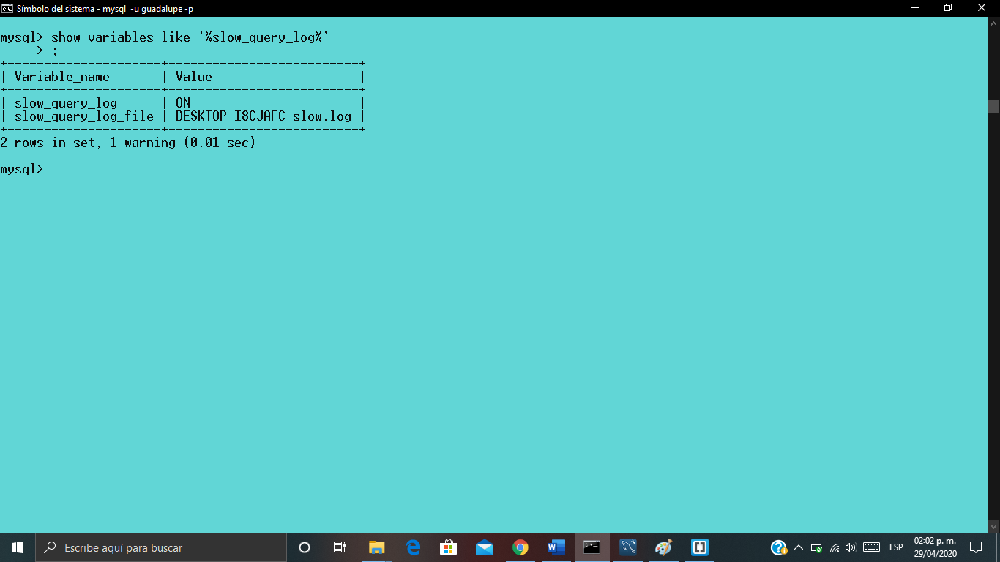 Símbolo del sistema - mysql  -u guadalupe -p
mysql> show variables like '%slow_query_log%'
    -> ;
+---------------------+--------------------------+
| Variable_name       | Value                    |
+---------------------+--------------------------+
| slow_query_log      | ON                       |
| slow_query_log_file | DESKTOP-I8CJAFC-slow.log |
+---------------------+--------------------------+
2 rows in set, 1 warning (0.01 sec)
mysql>
Escribe aquí para buscar
ESP
02:02 p. m.
29/04/2020